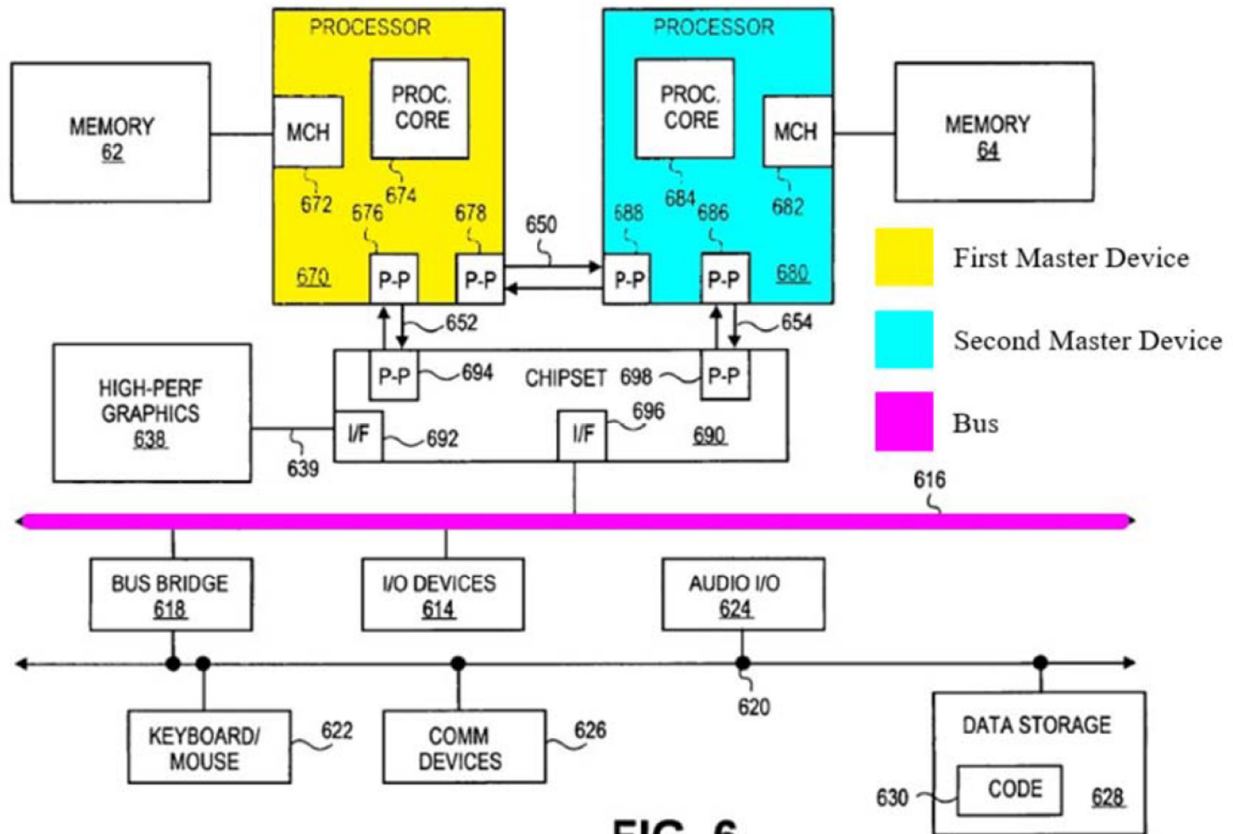 PROCESSOR
PROCESSOR
MEMORY
62
MCH
PROC.
CORE
PROC.
CORE
MCH
MEMORY
64
672
674
684
682
676
678
650
688
686
670
P-P
P-P
P-P
P-P
680
First Master Device
652
654
HIGH-PERF
GRAPHICS
638
P-P
694
CHIPSET
698
P-P
Second Master Device
639
I/F
692
I/F
696
690
Bus
616
BUS BRIDGE
618
I/O DEVICES
614
AUDIO I/O
624
620
KEYBOARD/
MOUSE
622
COMM
DEVICES
626
DATA STORAGE
630
CODE
628
FIG. 6